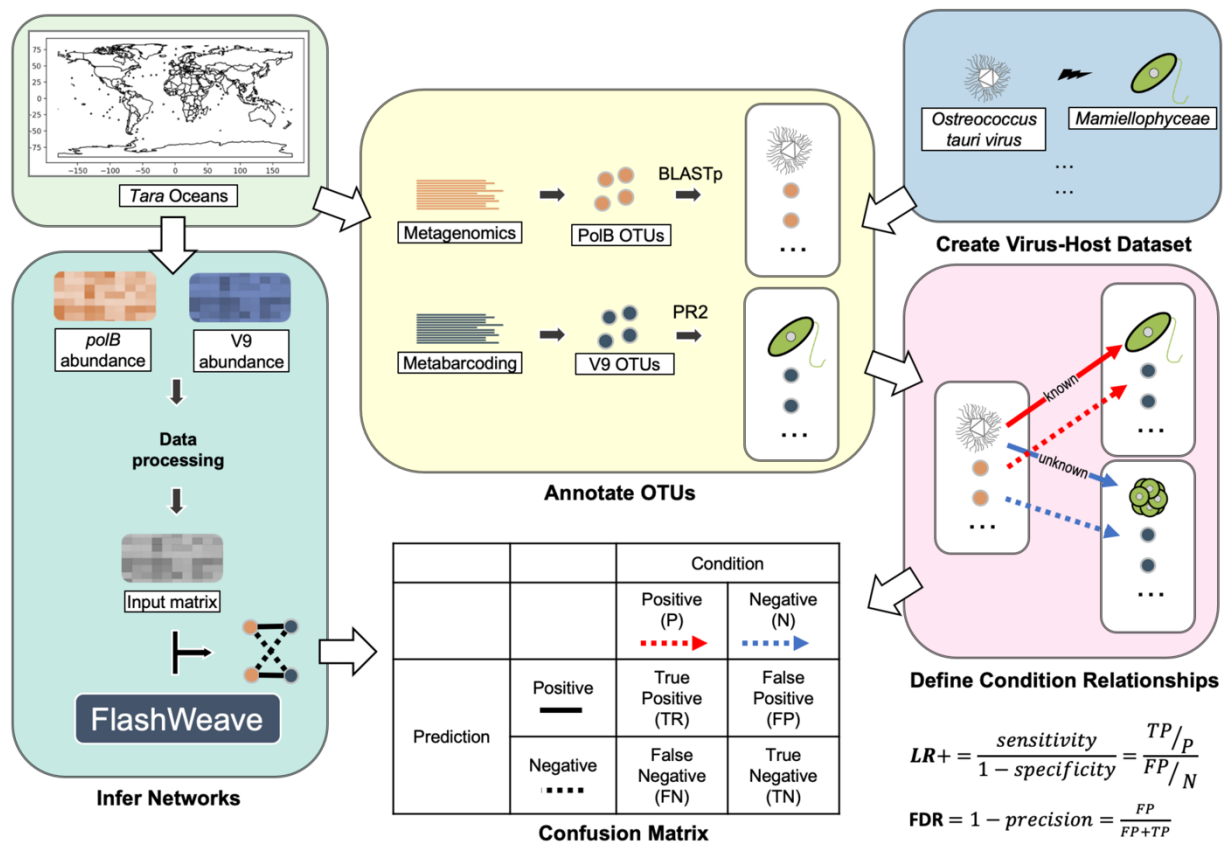 75
50
25
0
−25
−50
−75
−150 −100 −50 0 50 100 150
Tara Oceans
polB
abundance
V9
abundance
Data
processing
Input matrix
FlashWeave
Infer Networks
Metagenomics
PolB OTUs
BLASTp
...
Metabarcoding
V9 OTUs
PR2
...
Annotate OTUs
Ostreococcus
tauri virus
Mamiellophyceae
...
...
Create Virus-Host Dataset
known
unknown
...
...
...
Define Condition Relationships
Condition
Positive
(P)
Negative
(N)
Prediction
Positive
True
Positive
(TR)
False
Positive
(FP)
Negative
False
Negative
(FN)
True
Negative
(TN)
Confusion Matrix
LR+ = sensitivity / 1 − specificity = TP/P / FP/N
FDR = 1 − precision = FP / FP+TP